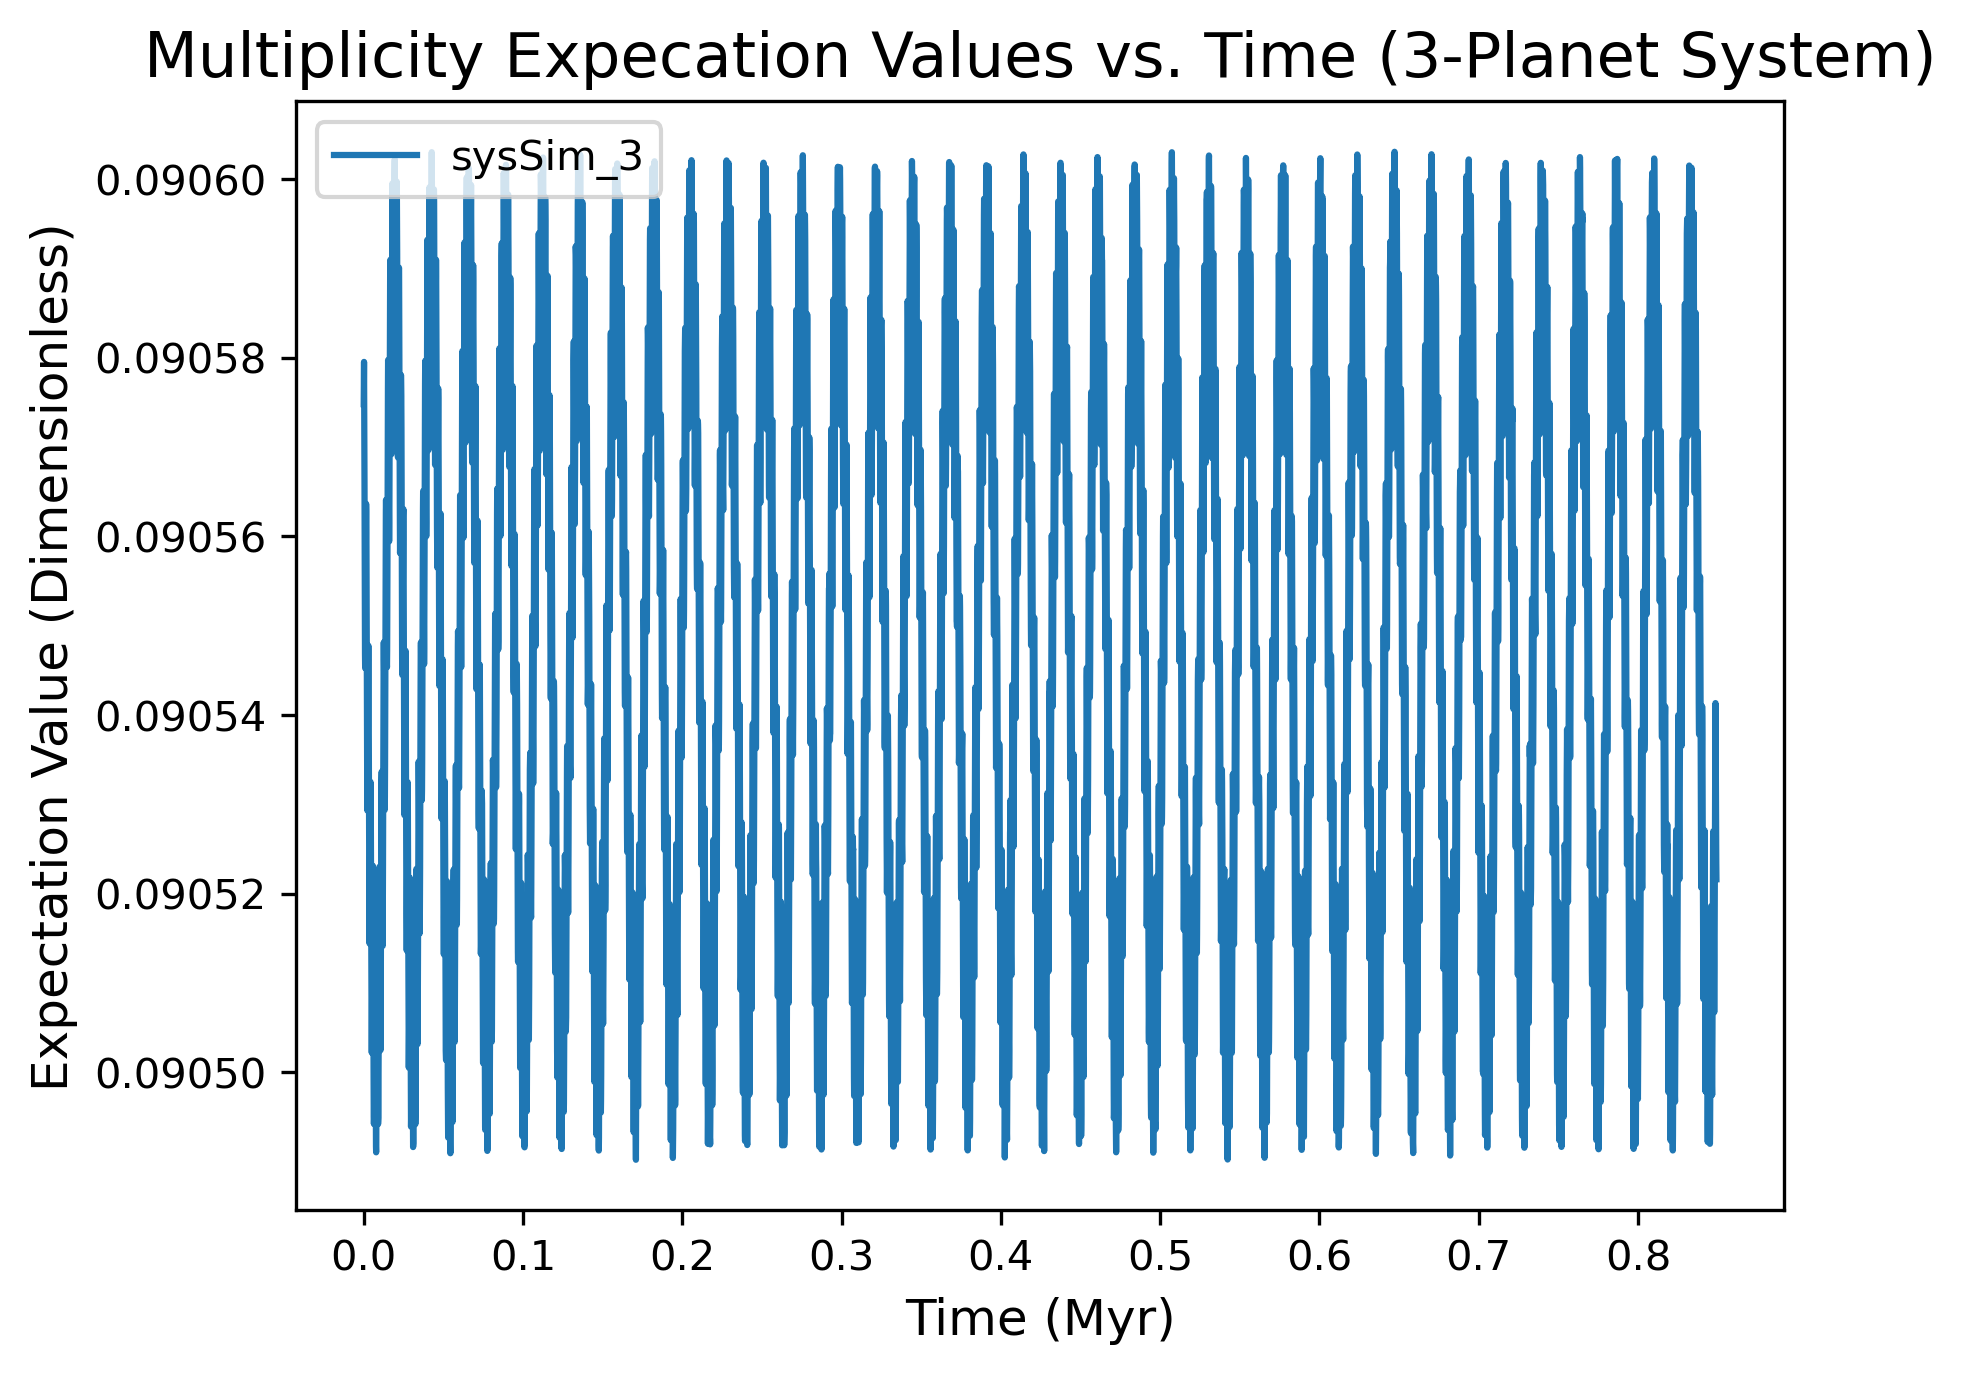 Multiplicity Expecation Values vs. Time (3-Planet System)
sysSim_3
Expectation Value (Dimensionless)
0.09060
0.09058
0.09056
0.09054
0.09052
0.09050
0.0 0.1 0.2 0.3 0.4 0.5 0.6 0.7 0.8
Time (Myr)